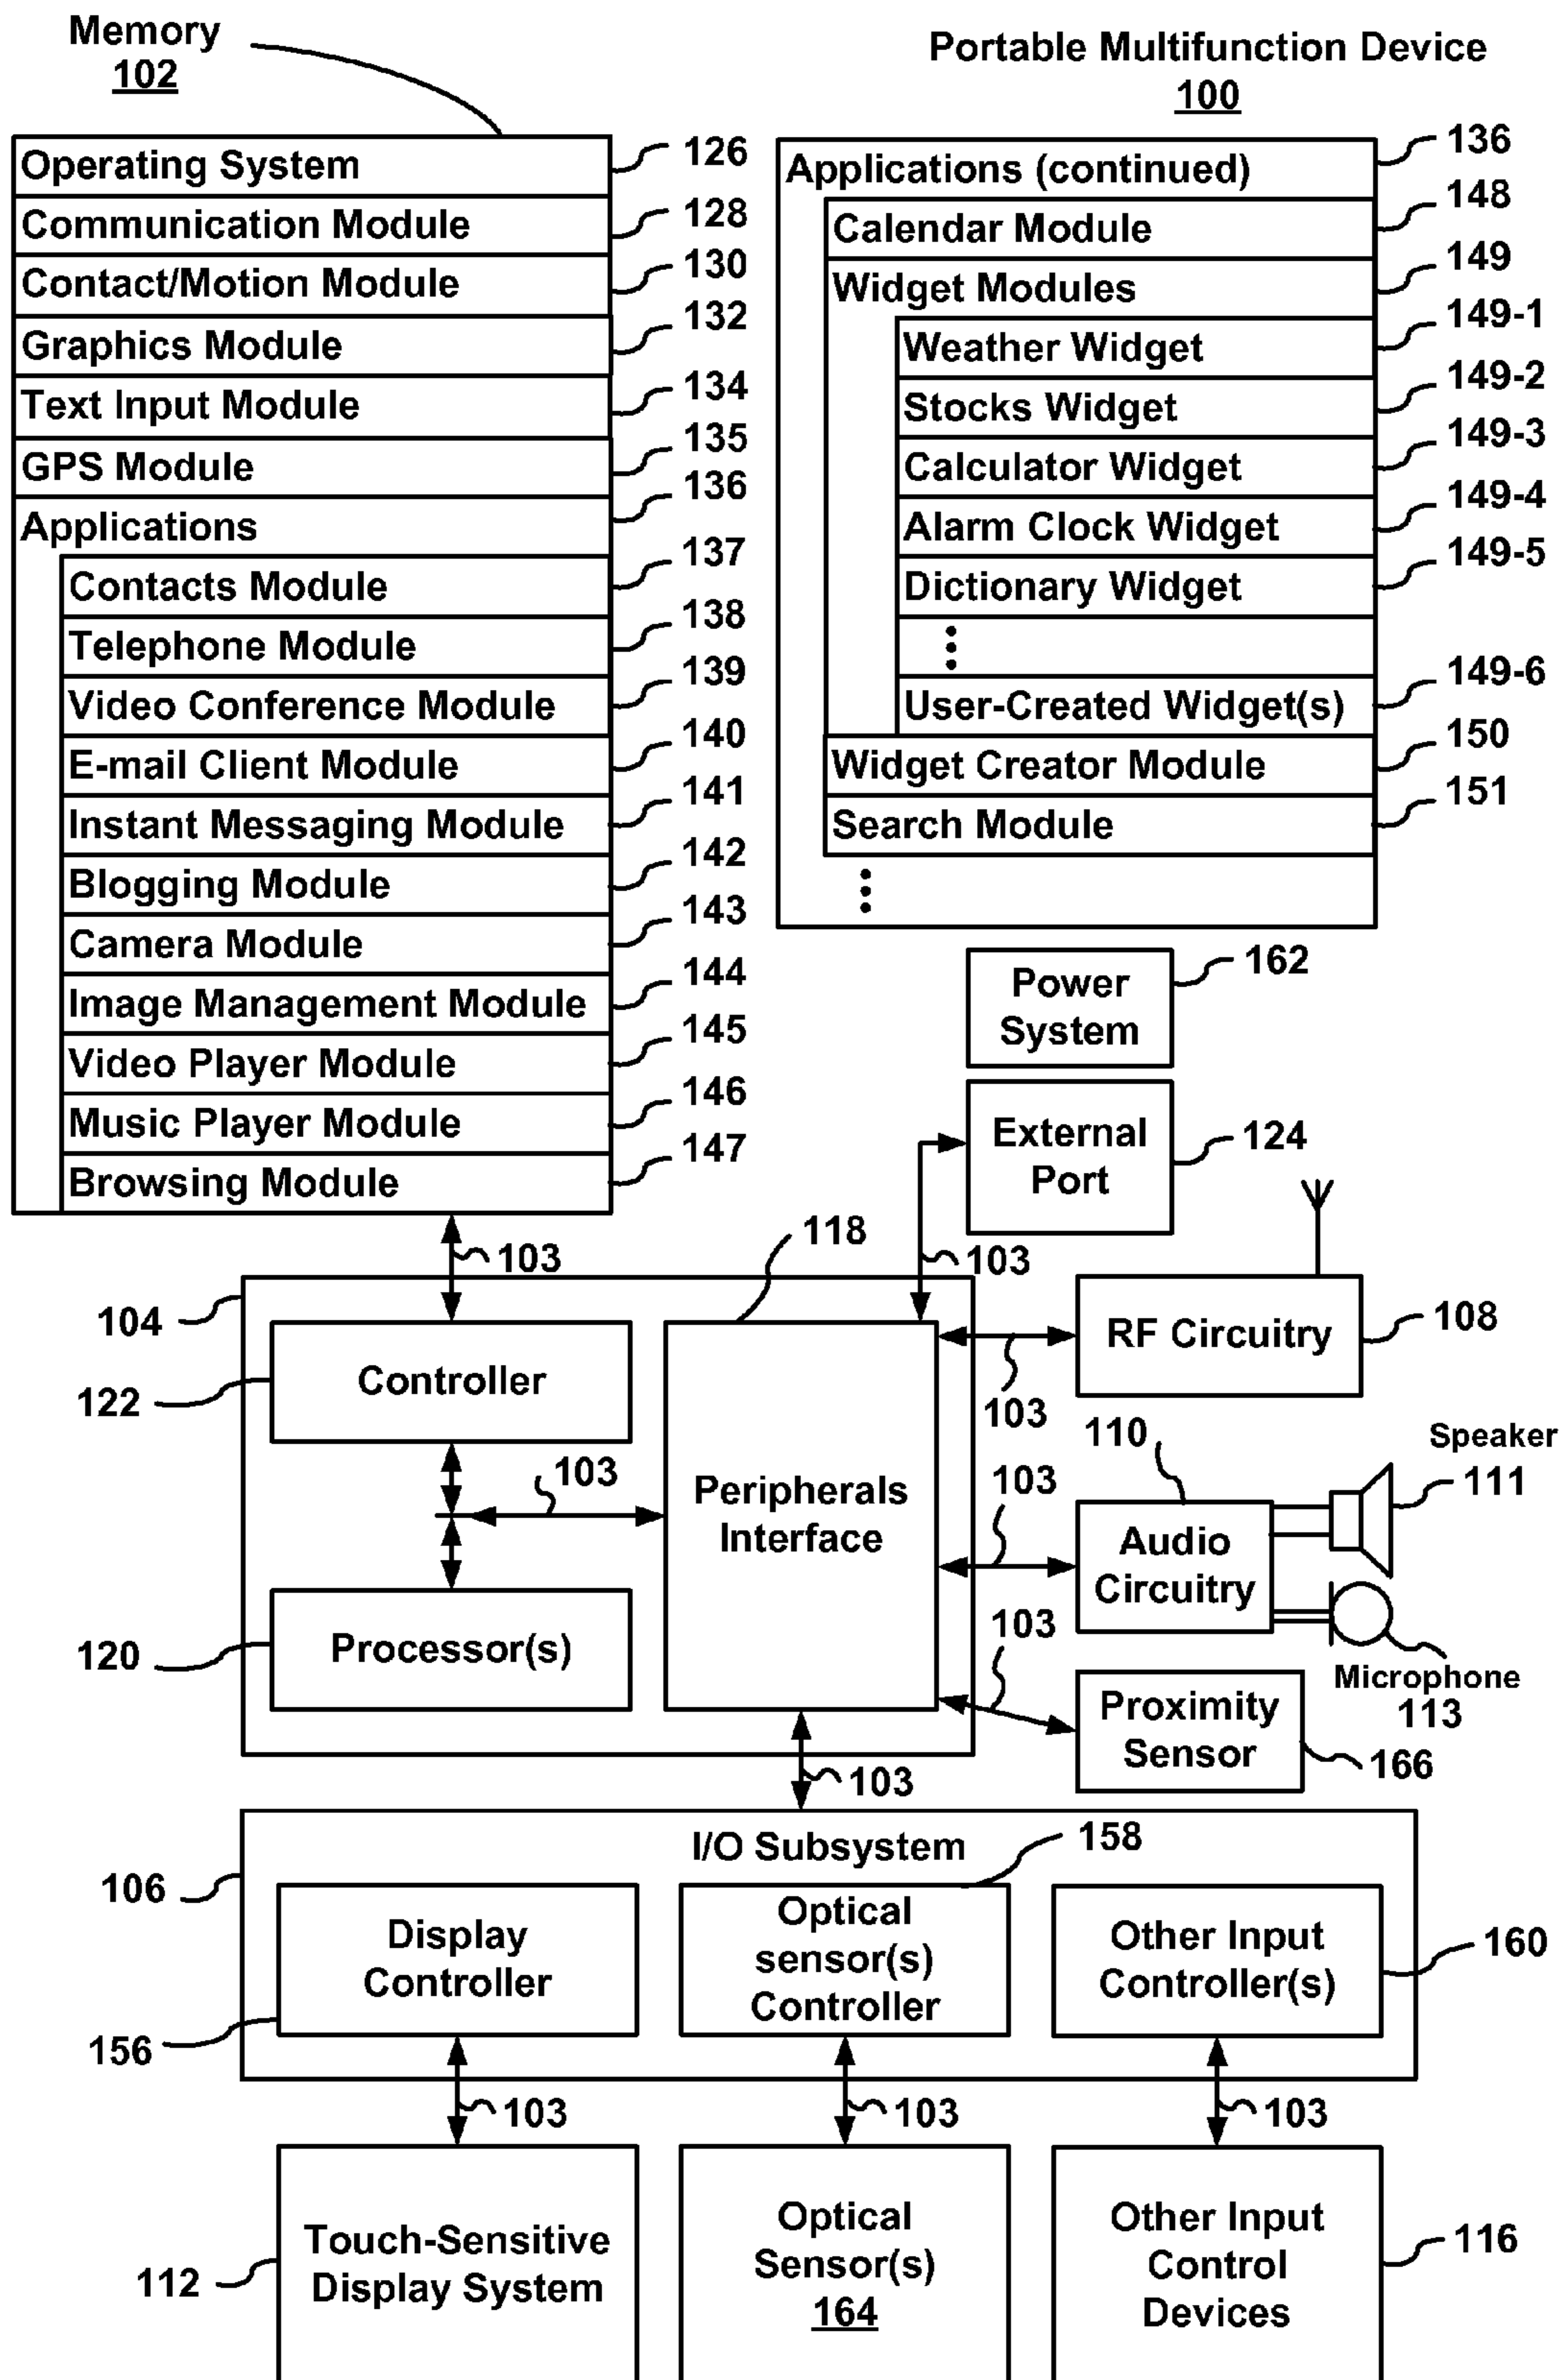 Memory
102
Portable Multifunction Device
100
Operating System
126
Communication Module
128
Contact/Motion Module
130
Graphics Module
132
Text Input Module
134
GPS Module
135
Applications
136
Contacts Module
137
Telephone Module
138
Video Conference Module
139
E-mail Client Module
140
Instant Messaging Module
141
Blogging Module
142
Camera Module
143
Image Management Module
144
Video Player Module
145
Music Player Module
146
Browsing Module
147
Applications (continued)
136
Calendar Module
148
Widget Modules
149
Weather Widget
149-1
Stocks Widget
149-2
Calculator Widget
149-3
Alarm Clock Widget
149-4
Dictionary Widget
149-5
User-Created Widget(s)
149-6
Widget Creator Module
150
Search Module
151
Power
System
162
External
Port
124
103
118
103
104
Controller
122
103
Processor(s)
120
Peripherals
Interface
RF Circuitry
108
103
110
Audio
Circuitry
103
Speaker
111
Microphone
113
103
Proximity
Sensor
166
103
I/O Subsystem
106
Display
Controller
156
Optical
sensor(s)
Controller
158
Other Input
Controller(s)
160
103
103
103
Touch-Sensitive
Display System
112
Optical
Sensor(s)
164
Other Input
Control
Devices
116